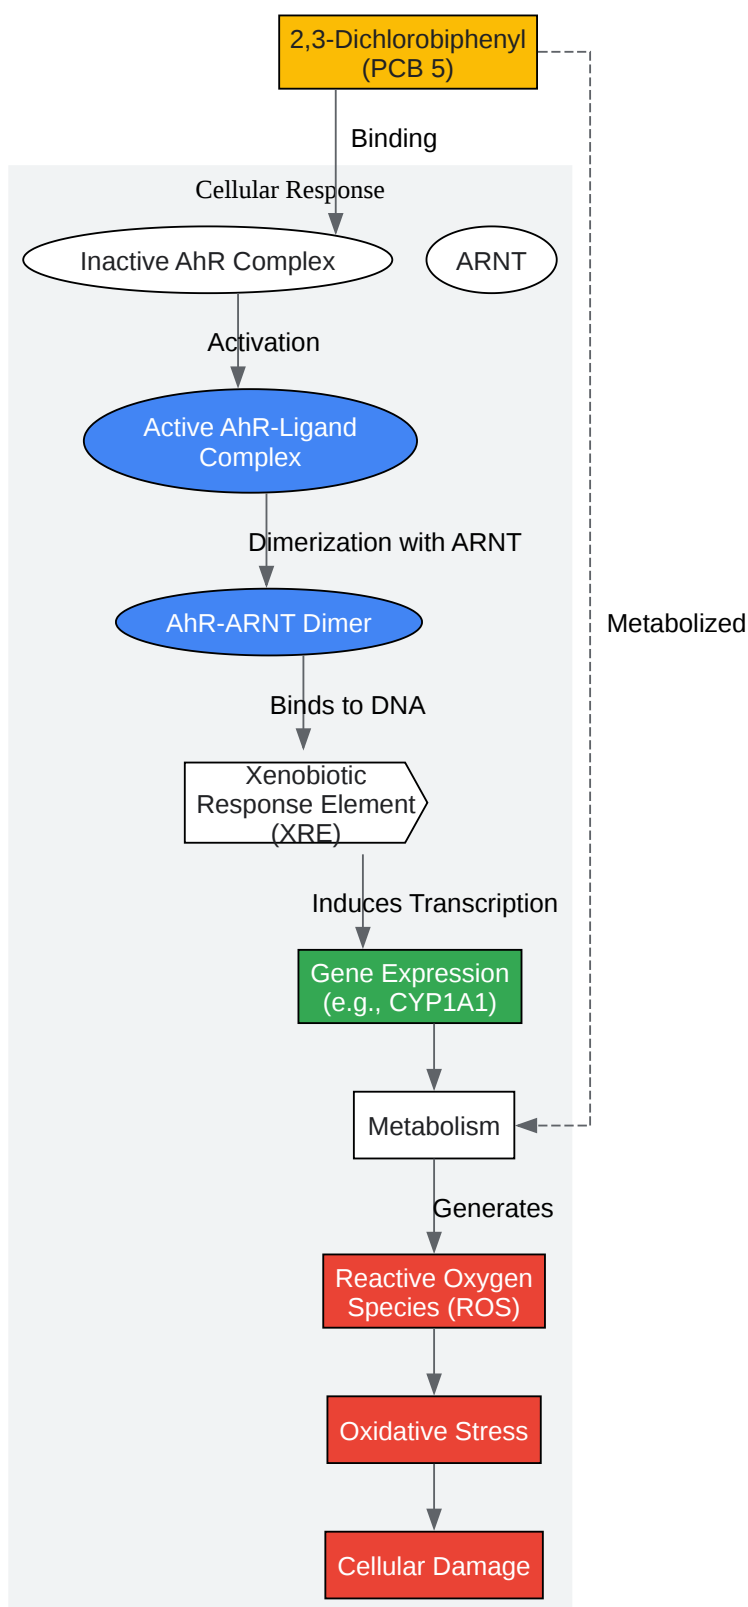 2,3-Dichlorobiphenyl
(PCB 5)
Binding
Cellular Response
Inactive AhR Complex
ARNT
Activation
Active AhR-Ligand
Complex
Dimerization with ARNT
AhR-ARNT Dimer
Metabolized
Binds to DNA
Xenobiotic
Response Element
(XRE)
Induces Transcription
Gene Expression
(e.g., CYP1A1)
Metabolism
Generates
Reactive Oxygen
Species (ROS)
Oxidative Stress
Cellular Damage